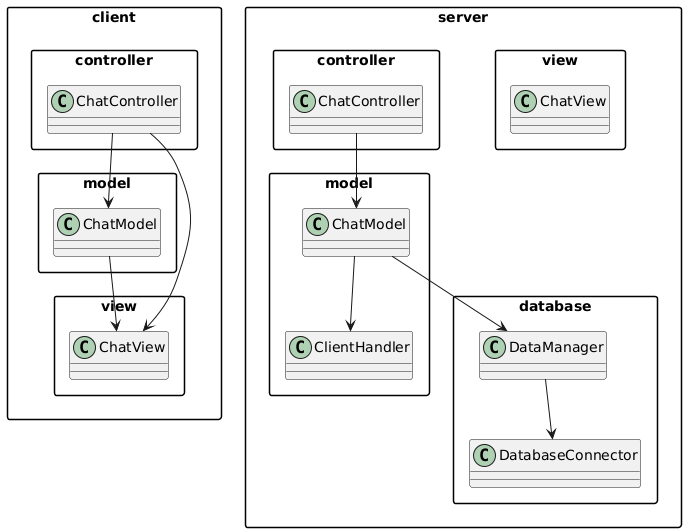 client
controller
C ChatController
model
C ChatModel
view
C ChatView
server
controller
C ChatController
view
C ChatView
model
C ChatModel
C ClientHandler
database
C DataManager
C DatabaseConnector